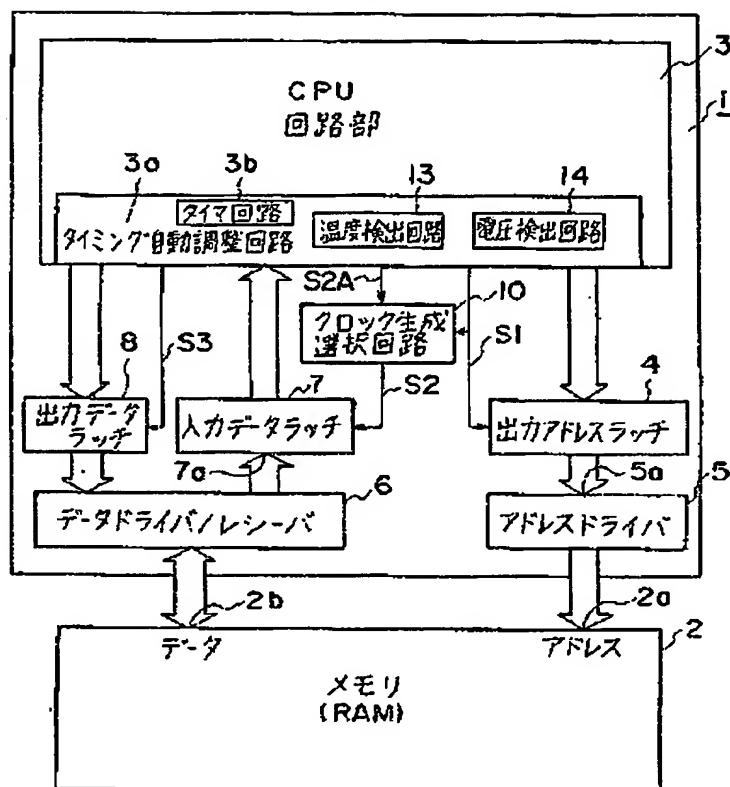 3
CPU
回路部
1
3a
3b
13
14
タイマ回路
タイミング自動調整回路
温度検出回路
電圧検出回路
S2A
10
クロック生成
選択回路
S3
S1
8
7
S2
4
出力データ
ラッチ
入力データラッチ
出力アドレスラッチ
7a
5a
6
5
データドライバ/レシーバ
アドレスドライバ
2b
2a
2
データ
アドレス
メモリ
(RAM)